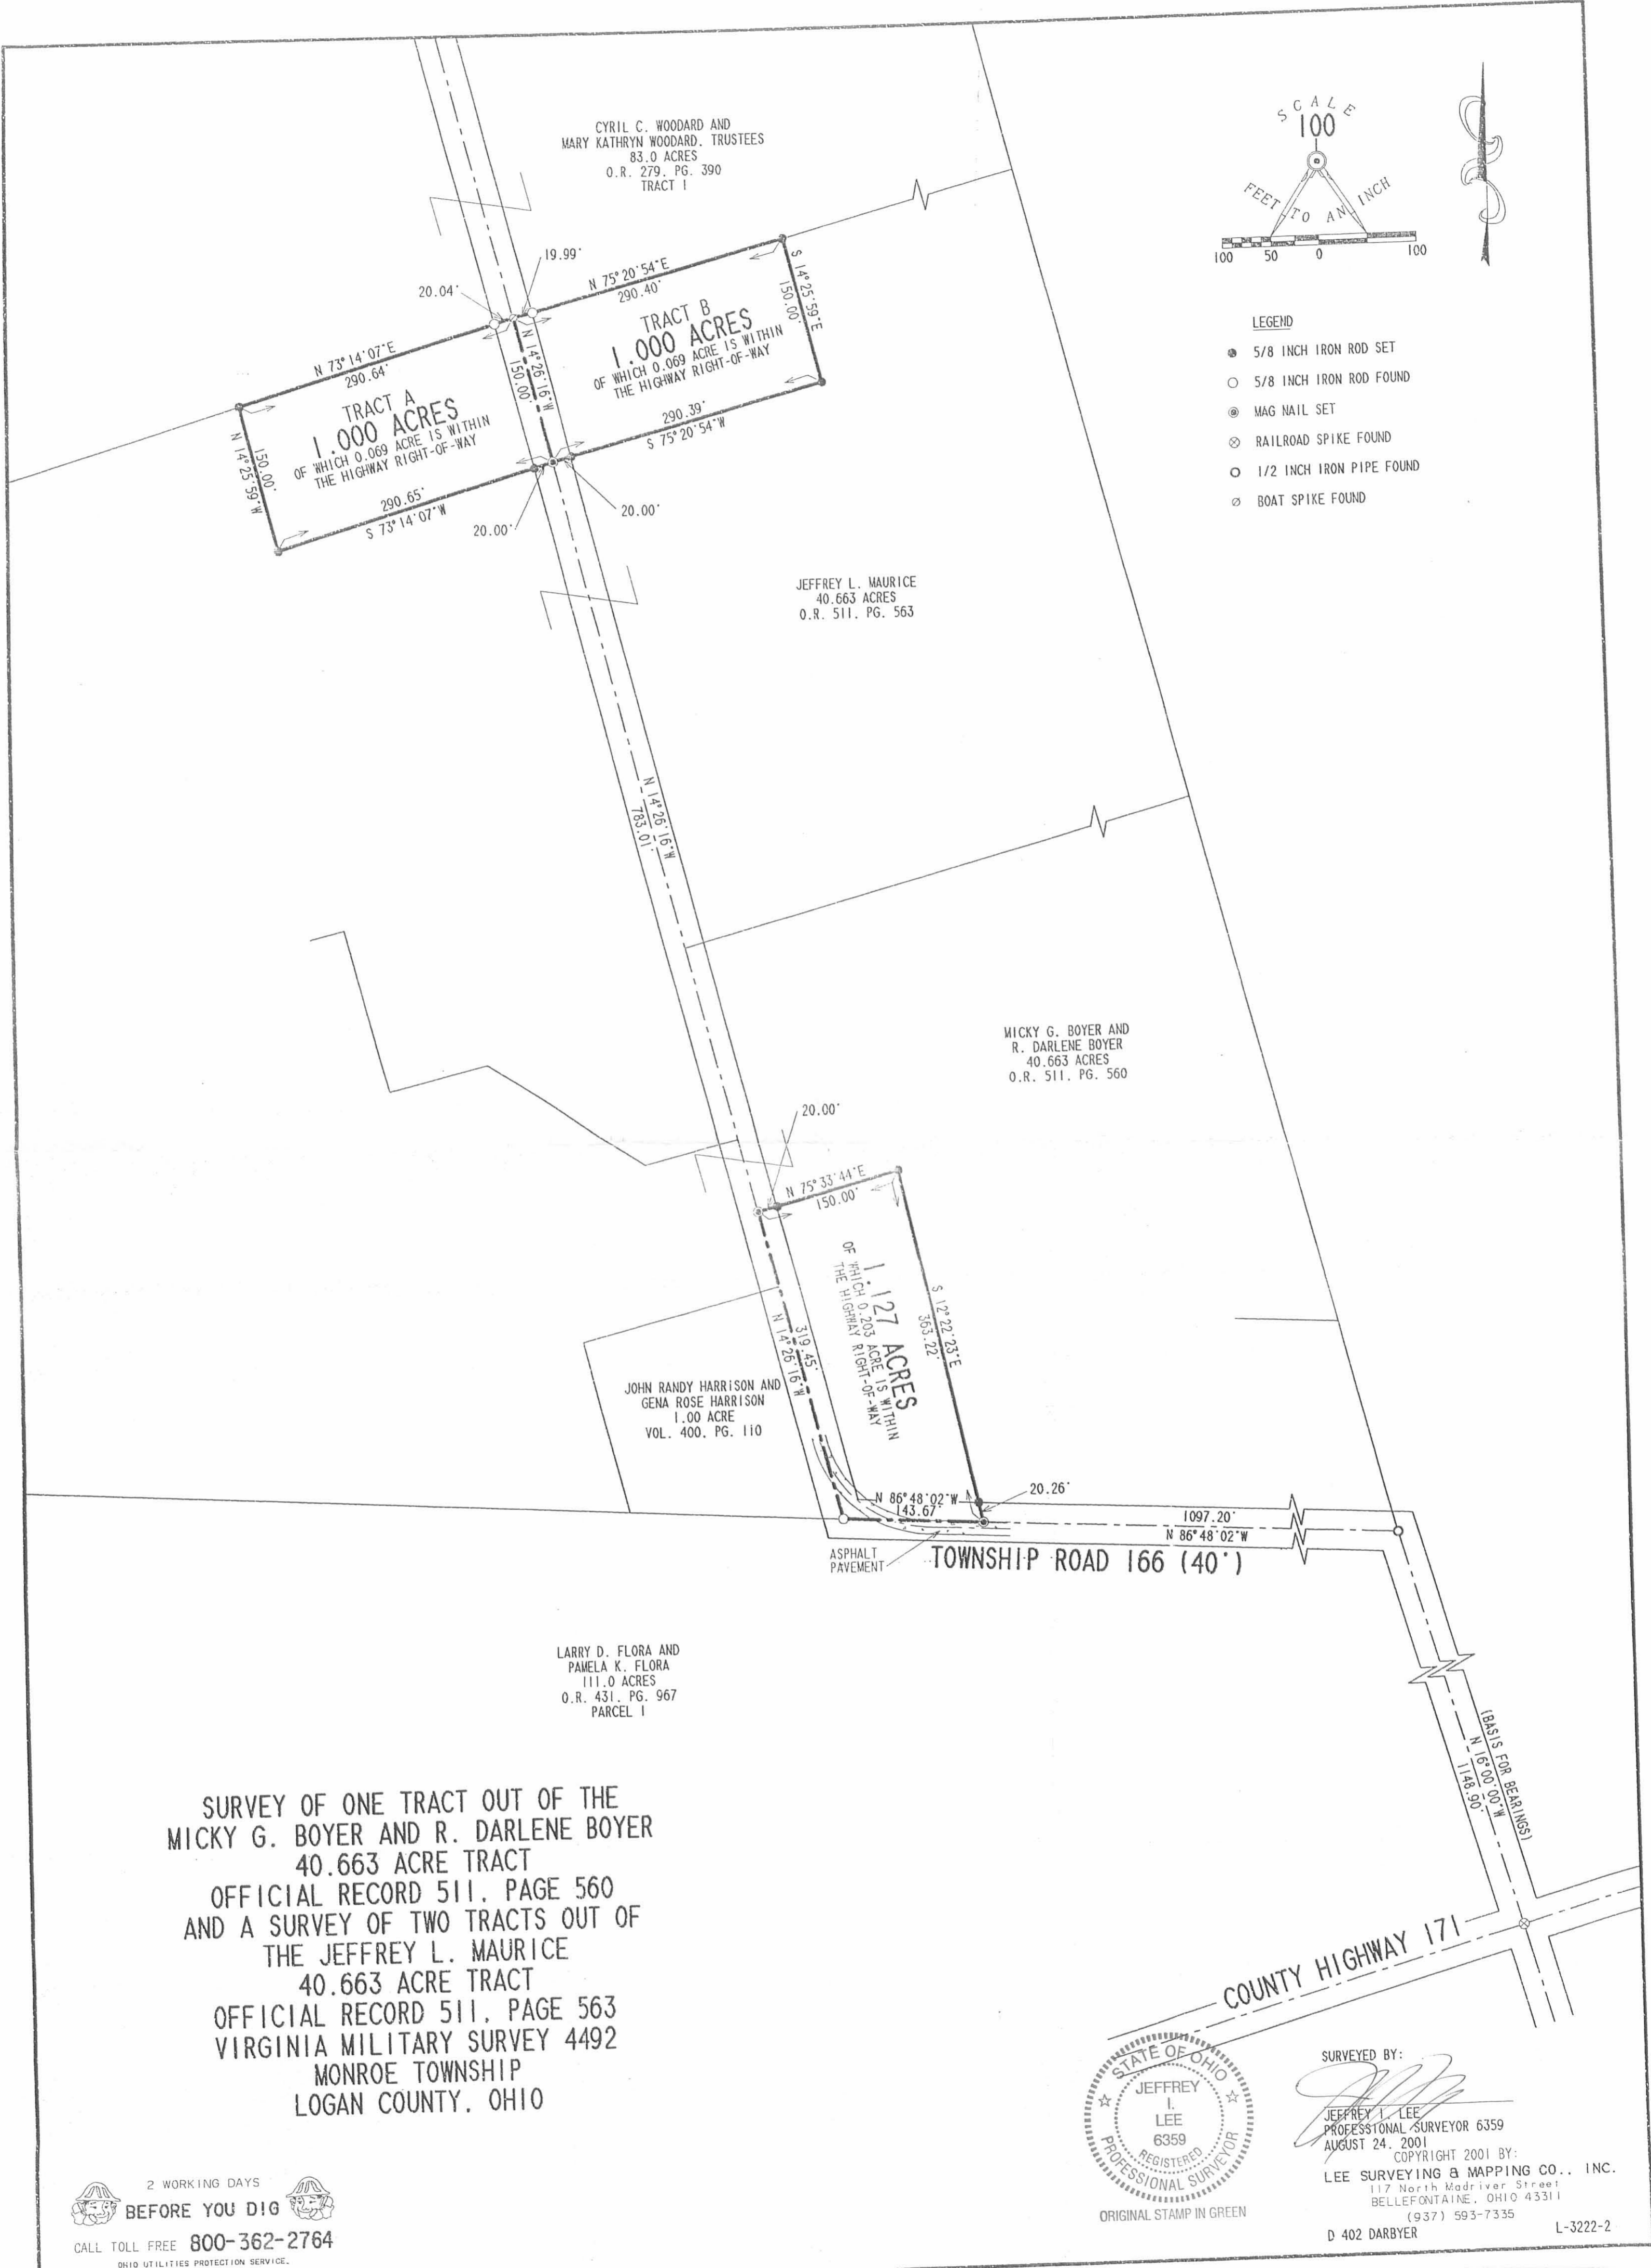 CYRIL C. WOODARD AND
MARY KATHRYN WOODARD, TRUSTEES
83.0 ACRES
O.R. 279, PG. 390
TRACT 1
SCALE
100
FEET TO AN INCH
100 50 0 100
LEGEND
5/8 INCH IRON ROD SET
5/8 INCH IRON ROD FOUND
MAG NAIL SET
RAILROAD SPIKE FOUND
1/2 INCH IRON PIPE FOUND
BOAT SPIKE FOUND
19.99'
20.04'
N 75°20'54"E
290.40'
S 14°25'59"E
150.00'
TRACT B
1.000 ACRES
OF WHICH 0.069 ACRE IS WITHIN
THE HIGHWAY RIGHT-OF-WAY
290.39'
S 75°20'54"W
N 14°26'16"W
150.00'
N 73°14'07"E
290.64'
TRACT A
1.000 ACRES
OF WHICH 0.069 ACRE IS WITHIN
THE HIGHWAY RIGHT-OF-WAY
150.00'
N 14°25'59"W
290.65'
S 73°14'07"W
20.00'
20.00'
JEFFREY L. MAURICE
40.663 ACRES
O.R. 511, PG. 563
N 14°26'16"W
783.01'
MICKY G. BOYER AND
R. DARLENE BOYER
40.663 ACRES
O.R. 511, PG. 560
20.00'
N 75°33'44"E
150.00'
1.127 ACRES
OF WHICH 0.203 ACRE IS WITHIN
THE HIGHWAY RIGHT-OF-WAY
S 12°22'23"E
363.22'
319.45'
N 14°26'16"W
JOHN RANDY HARRISON AND
GENA ROSE HARRISON
1.00 ACRE
VOL. 400, PG. 110
N 86°48'02"W
143.67'
20.26'
1097.20'
N 86°48'02"W
ASPHALT
PAVEMENT
TOWNSHIP ROAD 166 (40')
LARRY D. FLORA AND
PAMELA K. FLORA
111.0 ACRES
O.R. 431, PG. 967
PARCEL 1
(BASIS FOR BEARINGS)
N 16°00'00"W
1148.90'
COUNTY HIGHWAY 171
SURVEY OF ONE TRACT OUT OF THE
MICKY G. BOYER AND R. DARLENE BOYER
40.663 ACRE TRACT
OFFICIAL RECORD 511, PAGE 560
AND A SURVEY OF TWO TRACTS OUT OF
THE JEFFREY L. MAURICE
40.663 ACRE TRACT
OFFICIAL RECORD 511, PAGE 563
VIRGINIA MILITARY SURVEY 4492
MONROE TOWNSHIP
LOGAN COUNTY, OHIO
2 WORKING DAYS
BEFORE YOU DIG
CALL TOLL FREE 800-362-2764
OHIO UTILITIES PROTECTION SERVICE.
STATE OF OHIO
JEFFREY
I.
LEE
6359
REGISTERED
PROFESSIONAL SURVEYOR
ORIGINAL STAMP IN GREEN
SURVEYED BY:
JEFFREY I. LEE
PROFESSIONAL SURVEYOR 6359
AUGUST 24, 2001
COPYRIGHT 2001 BY:
LEE SURVEYING & MAPPING CO., INC.
117 North Madriver Street
BELLEFONTAINE, OHIO 43311
(937) 593-7335
D 402 DARBYER
L-3222-2